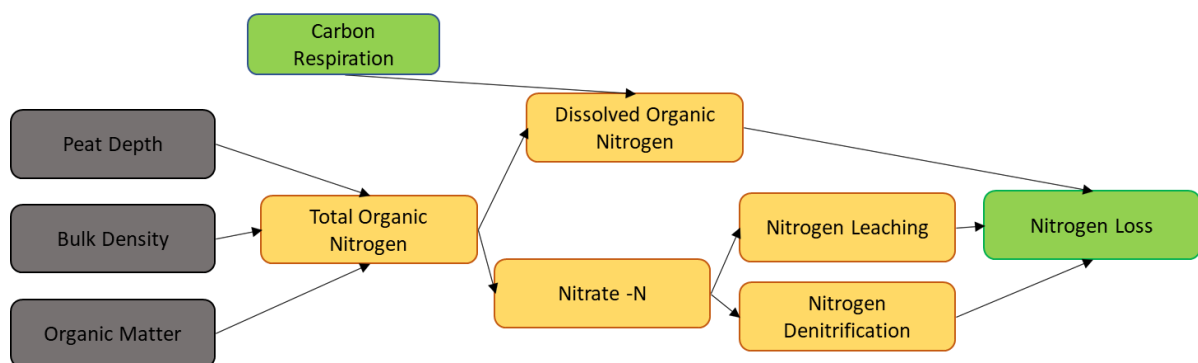 Carbon
Respiration
Dissolved Organic
Nitrogen
Peat Depth
Total Organic
Nitrogen
Bulk Density
Nitrogen Leaching
Nitrogen Loss
Nitrate -N
Nitrogen
Denitrification
Organic Matter